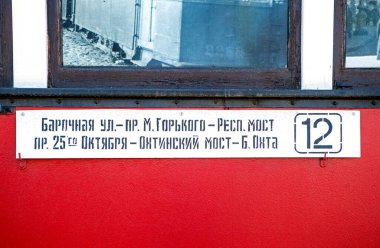 Барочная ул.–пр. М. Горького–Респ. мост
пр. 25го Октября–Охтинский мост–Б. Охта
12